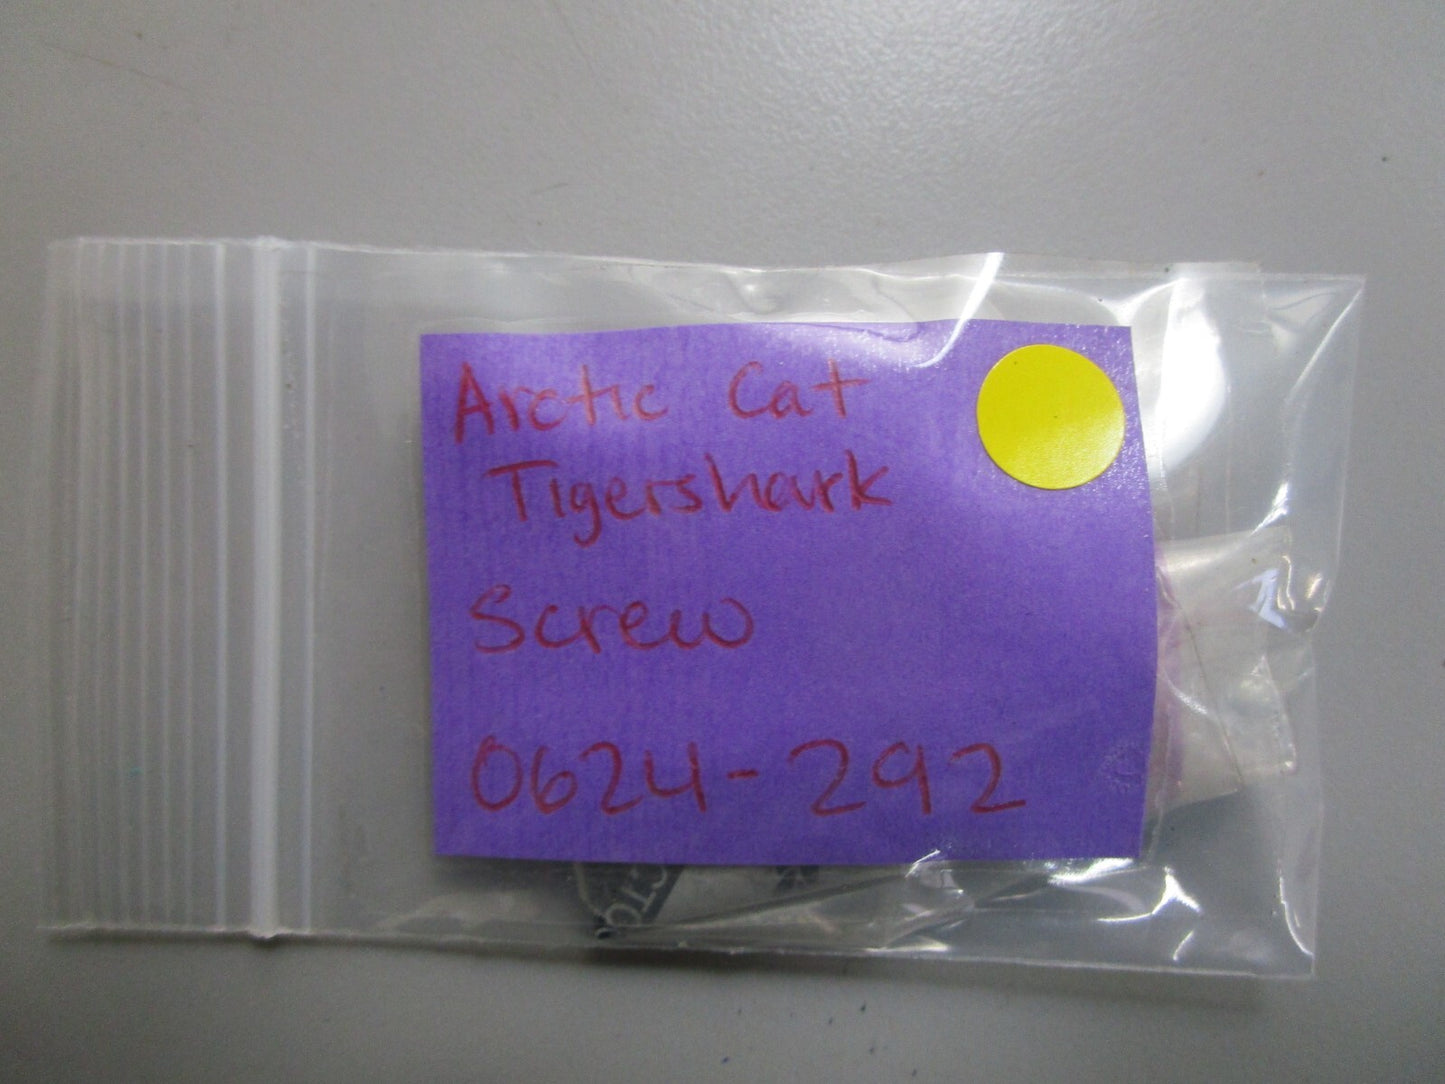 Arctic Cat
Tigershark
Screw
0624-292